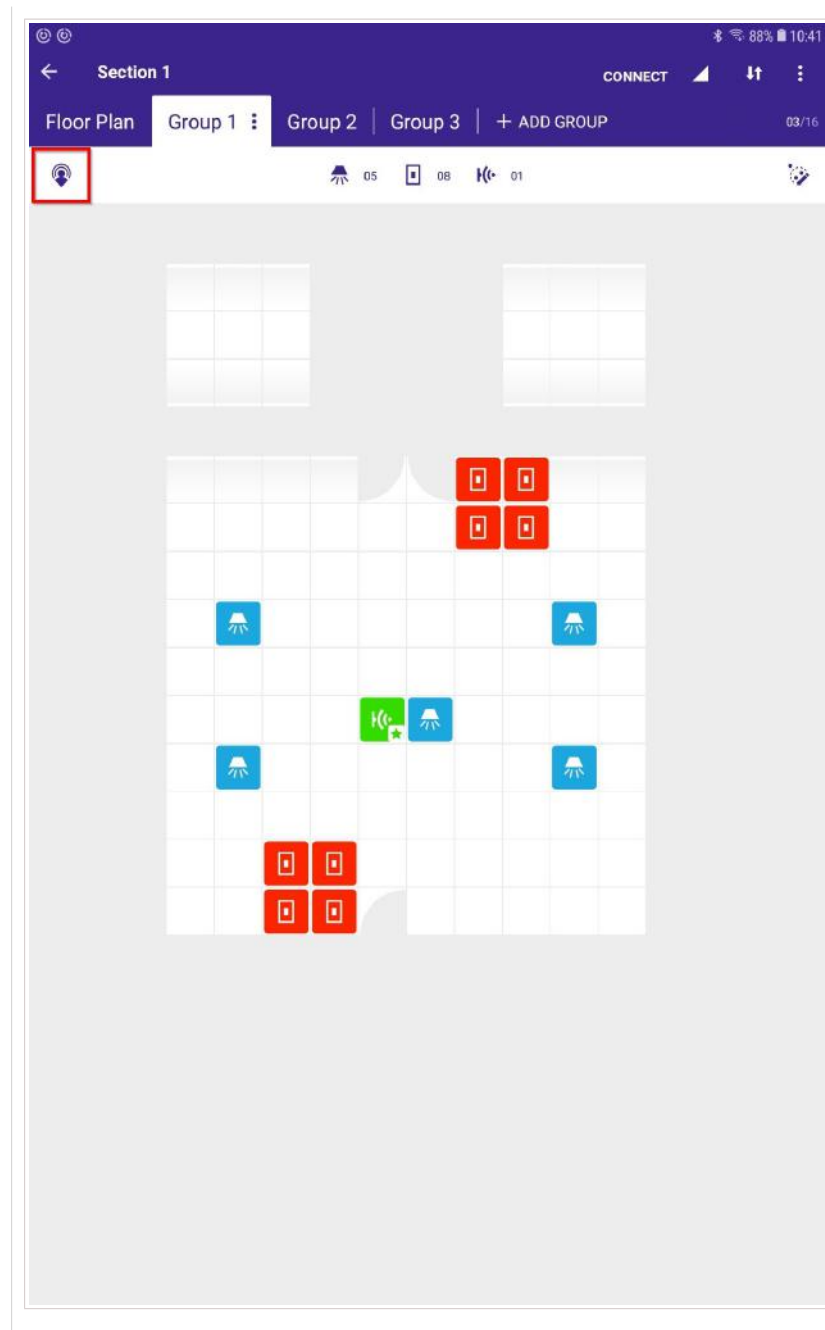 88% 10:41
Section 1 CONNECT
Floor Plan Group 1 Group 2 Group 3 + ADD GROUP 03/16
05 08 01